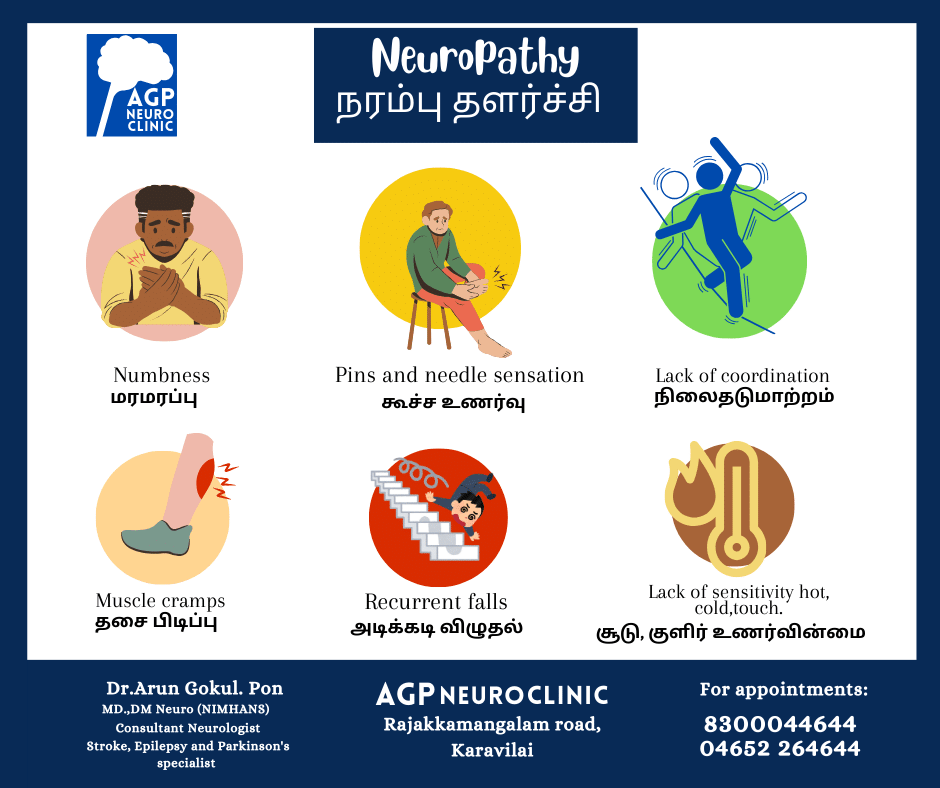 AGP
NEURO
CLINIC
Neuropathy
நரம்பு தளர்ச்சி
Numbness
மரமரப்பு
Pins and needle sensation
கூச்ச உணர்வு
Lack of coordination
நிலைதடுமாற்றம்
Muscle cramps
தசை பிடிப்பு
Recurrent falls
அடிக்கடி விழுதல்
Lack of sensitivity hot,
cold,touch.
சூடு, குளிர் உணர்வின்மை
Dr.Arun Gokul. Pon
MD.,DM Neuro (NIMHANS)
Consultant Neurologist
Stroke, Epilepsy and Parkinson's
specialist
AGP NEUROCLINIC
Rajakkamangalam road,
Karavilai
For appointments:
8300044644
04652 264644